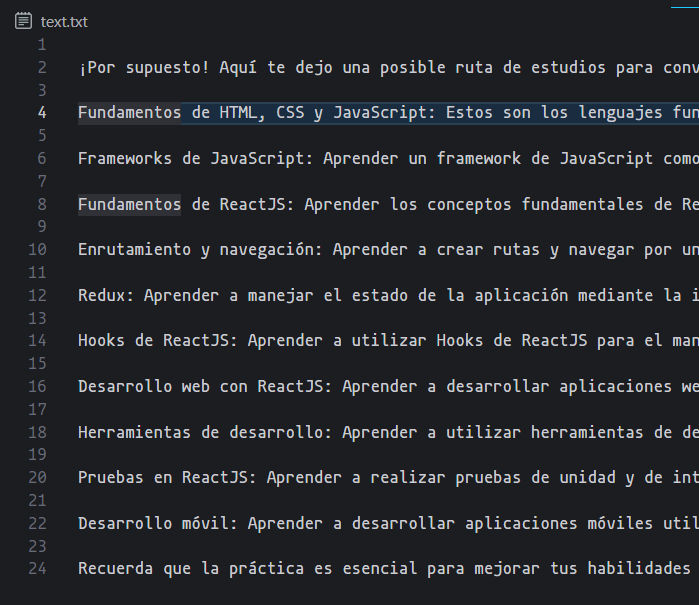 text.txt
1
2 ¡Por supuesto! Aquí te dejo una posible ruta de estudios para conv
3
4 Fundamentos de HTML, CSS y JavaScript: Estos son los lenguajes fun
5
6 Frameworks de JavaScript: Aprender un framework de JavaScript como
7
8 Fundamentos de ReactJS: Aprender los conceptos fundamentales de Re
9
10 Enrutamiento y navegación: Aprender a crear rutas y navegar por un
11
12 Redux: Aprender a manejar el estado de la aplicación mediante la i
13
14 Hooks de ReactJS: Aprender a utilizar Hooks de ReactJS para el man
15
16 Desarrollo web con ReactJS: Aprender a desarrollar aplicaciones we
17
18 Herramientas de desarrollo: Aprender a utilizar herramientas de de
19
20 Pruebas en ReactJS: Aprender a realizar pruebas de unidad y de int
21
22 Desarrollo móvil: Aprender a desarrollar aplicaciones móviles util
23
24 Recuerda que la práctica es esencial para mejorar tus habilidades